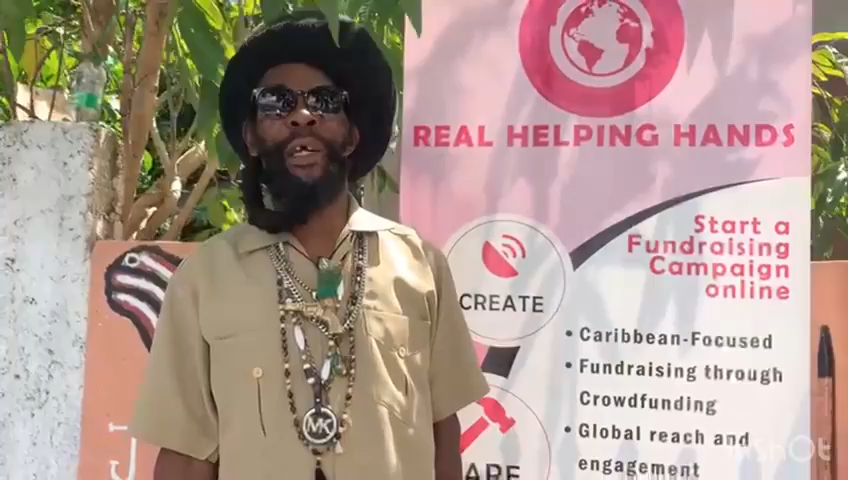 REAL HELPING HANDS
Start a
Fundraising
Campaign
online
CREATE
• Caribbean-Focused
• Fundraising through
Crowdfunding
• Global reach and
engagement
MK
InShOt